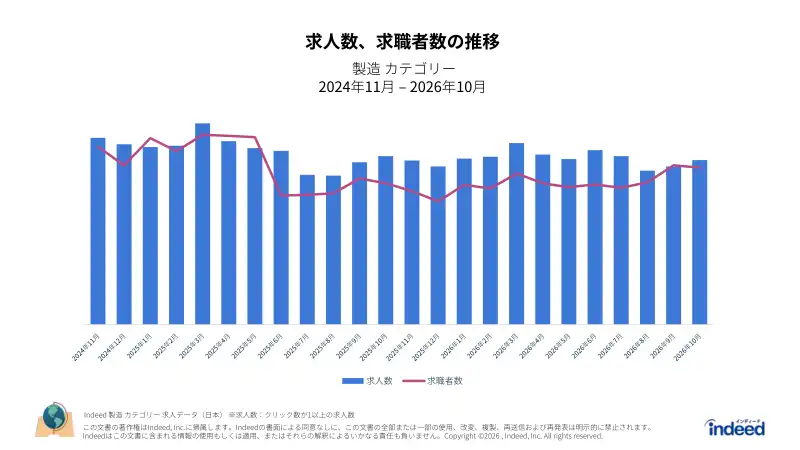 求人数、求職者数の推移
製造 カテゴリー
2024年11月 – 2026年10月
2024年11月
2024年12月
2025年1月
2025年2月
2025年3月
2025年4月
2025年5月
2025年6月
2025年7月
2025年8月
2025年9月
2025年10月
2025年11月
2025年12月
2026年1月
2026年2月
2026年3月
2026年4月
2026年5月
2026年6月
2026年7月
2026年8月
2026年9月
2026年10月
求人数 求職者数
Indeed 製造 カテゴリー 求人データ（日本） ※求人数：クリック数が1以上の求人数
この文書の著作権はIndeed, Inc.に帰属します。Indeedの書面による同意なしに、この文書の全部または一部の使用、改変、複製、再送信および再発表は明示的に禁止されます。
Indeedはこの文書に含まれる情報の使用もしくは適用、またはそれらの解釈によるいかなる責任も負いません。Copyright ©2026 , Indeed, Inc. All rights reserved.
インディード
indeed